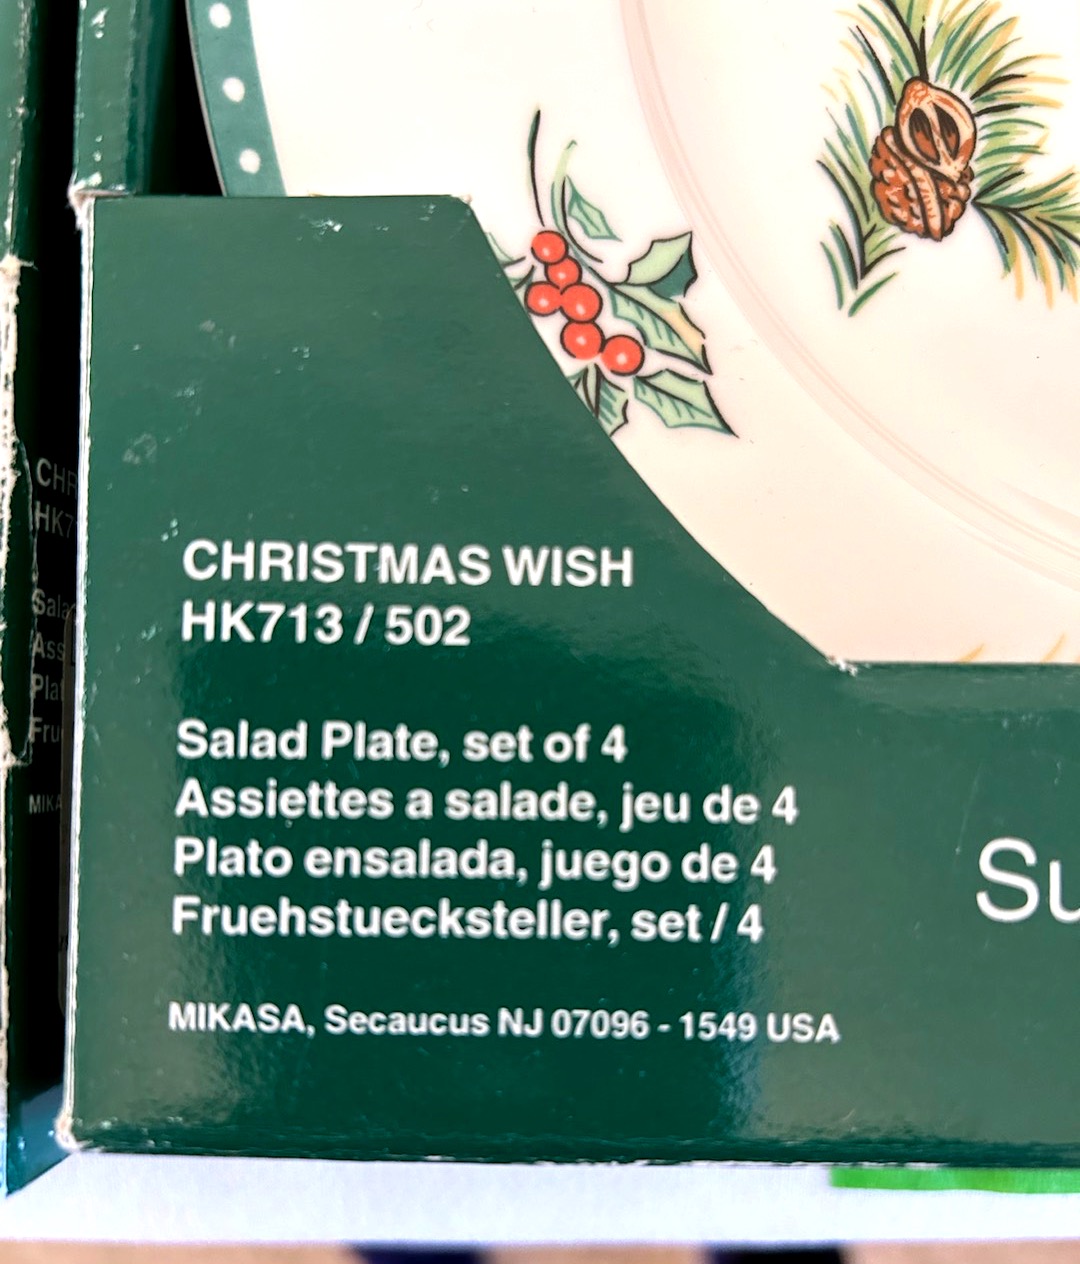 CHRISTMAS WISH
HK713 / 502
Salad Plate, set of 4
Assiettes a salade, jeu de 4
Plato ensalada, juego de 4
Fruehstuecksteller, set / 4
MIKASA, Secaucus NJ 07096 - 1549 USA